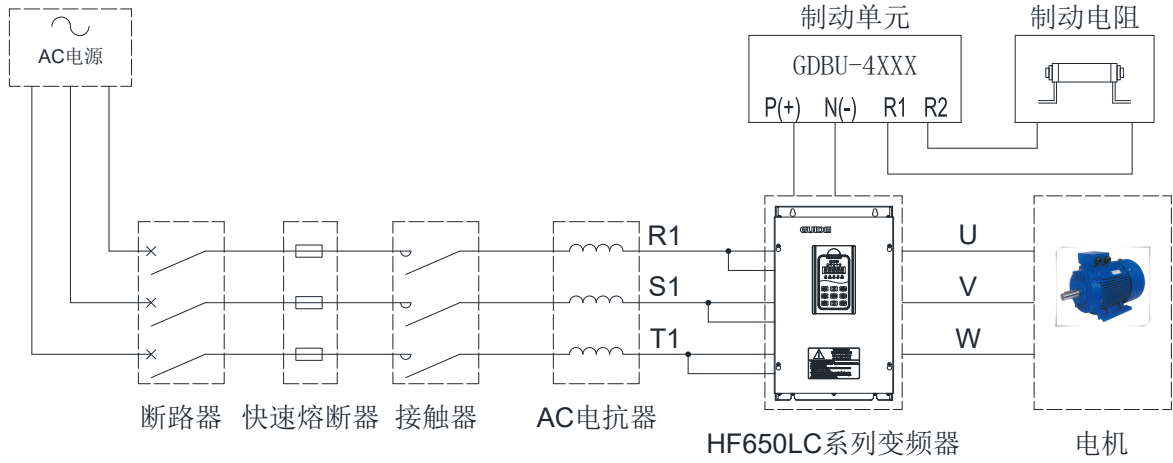 制动单元
制动电阻
AC电源
GDBU-4XXX
P(+) N(-) R1 R2
GUIDE
R1
S1
T1
U
V
W
断路器
快速熔断器
接触器
AC电抗器
HF650LC系列变频器
电机